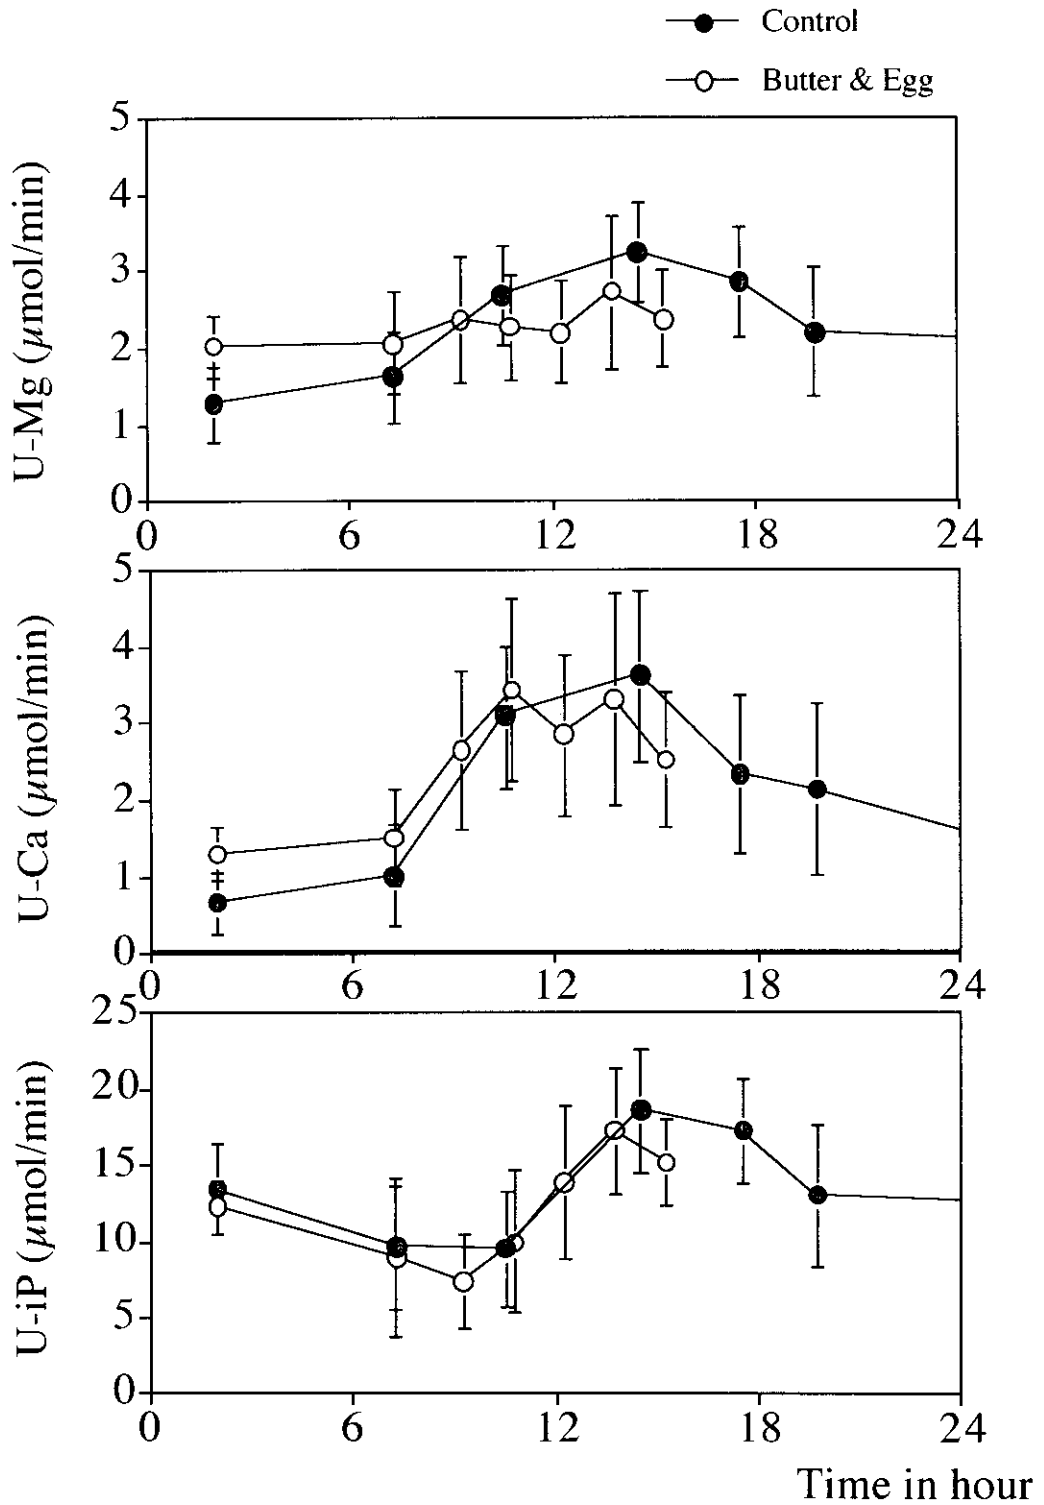 Control
Butter & Egg
U-Mg (μmol/min)
5
4
3
2
1
0
0 6 12 18 24
U-Ca (μmol/min)
5
4
3
2
1
0
0 6 12 18 24
U-iP (μmol/min)
25
20
15
10
5
0
0 6 12 18 24
Time in hour